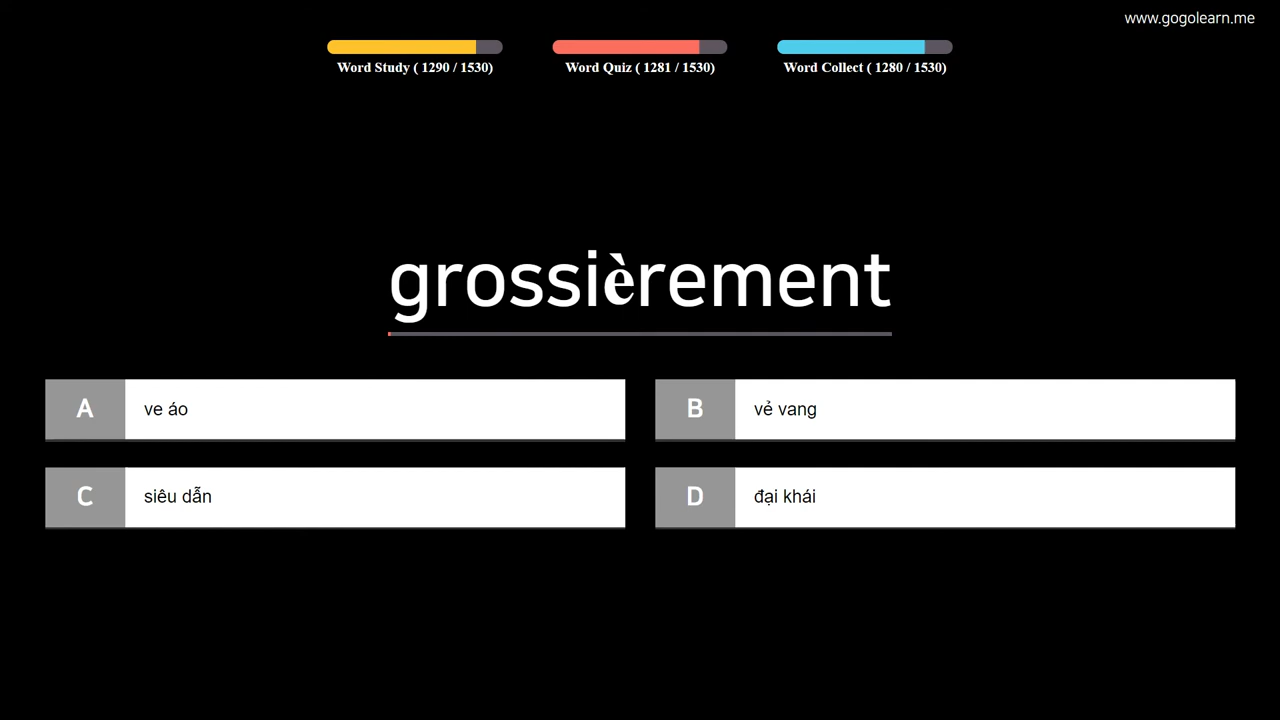 www.gogolearn.me
Word Study ( 1290 / 1530)
Word Quiz ( 1281 / 1530)
Word Collect ( 1280 / 1530)
grossièrement
A ve áo
B vẻ vang
C siêu dẫn
D đại khái